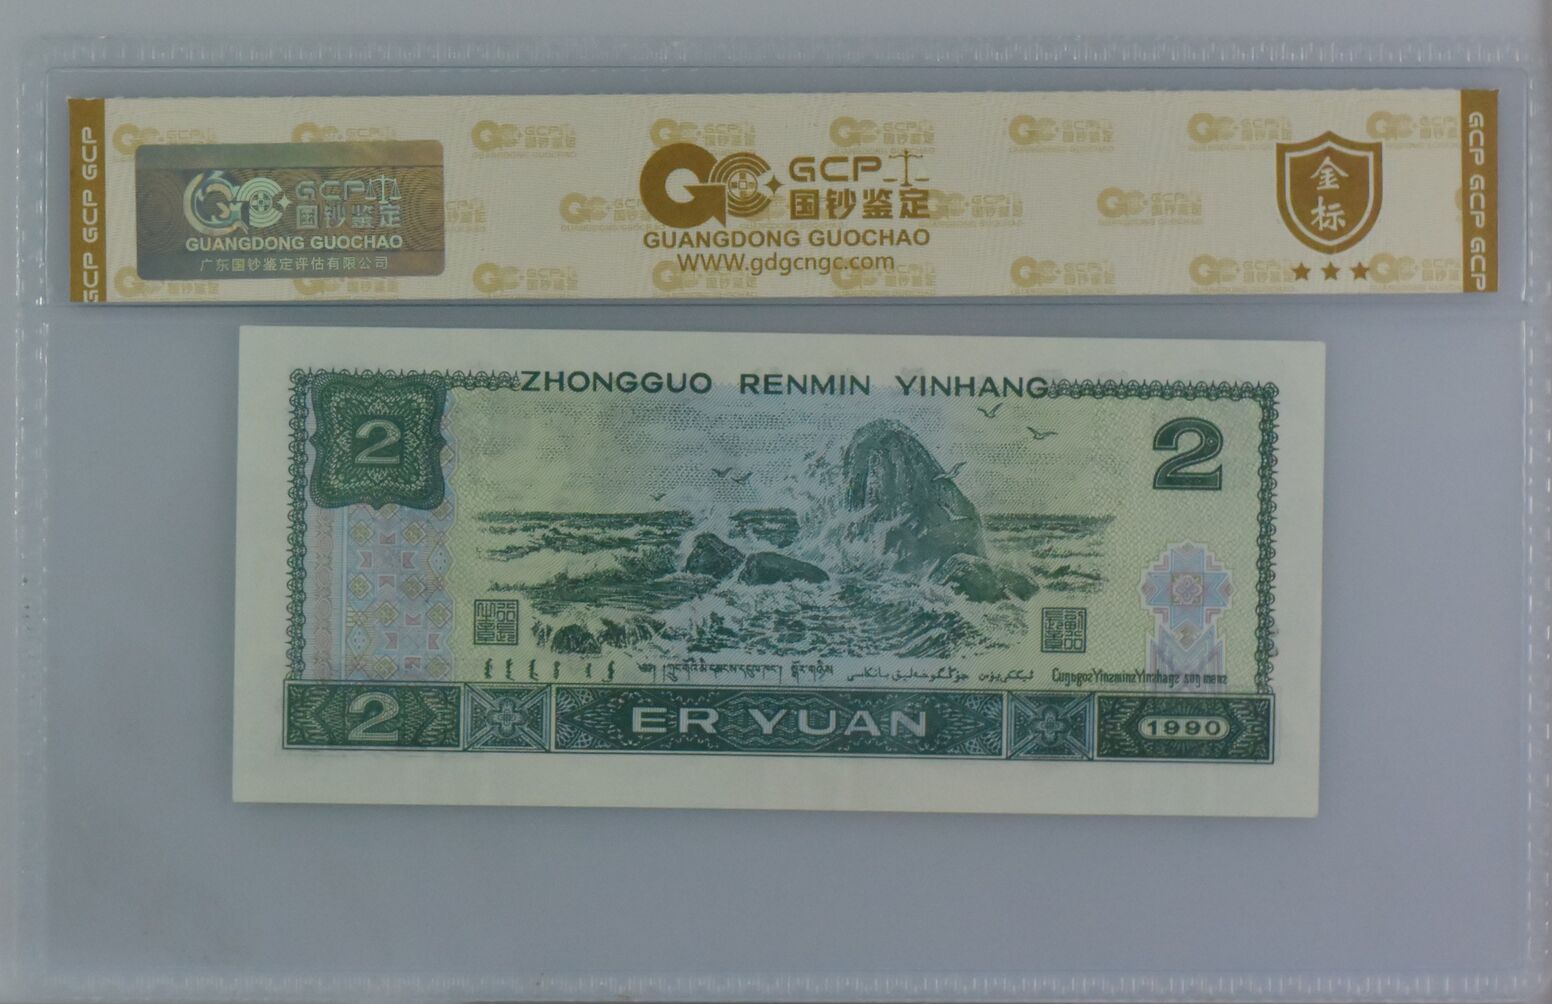 GCP GCP GCP
GCP 国钞鉴定
GUANGDONG GUOCHAO
广东国钞鉴定评估有限公司
GCP
国钞鉴定
GUANGDONG GUOCHAO
www.gdgcngc.com
金标
GCP GCP GCP
ZHONGGUO RENMIN YINHANG
2
2
2
ER YUAN
1990